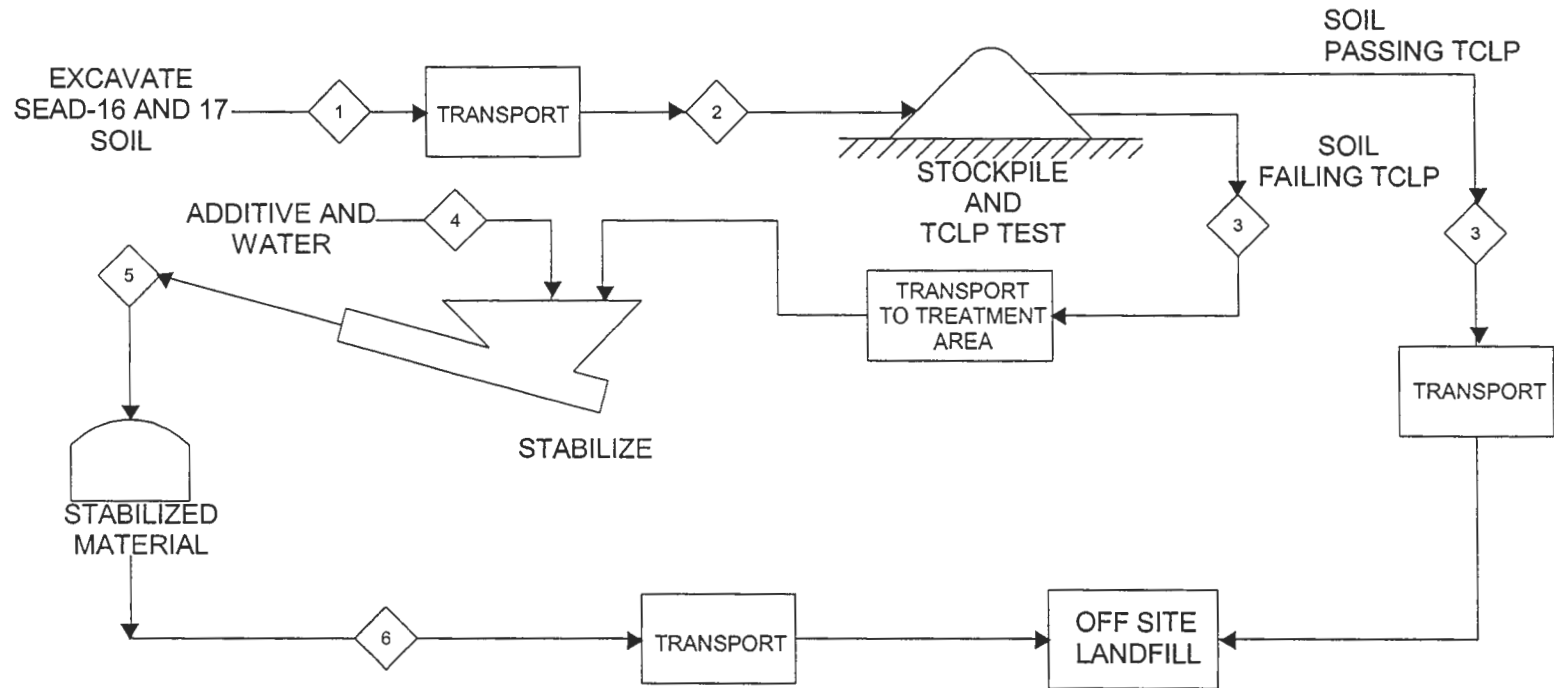 EXCAVATE
SEAD-16 AND 17
SOIL
1
TRANSPORT
2
STOCKPILE
AND
TCLP TEST
SOIL
PASSING TCLP
SOIL
FAILING TCLP
3
3
TRANSPORT
TO TREATMENT
AREA
TRANSPORT
ADDITIVE AND
WATER
4
5
STABILIZE
STABILIZED
MATERIAL
6
TRANSPORT
OFF SITE
LANDFILL